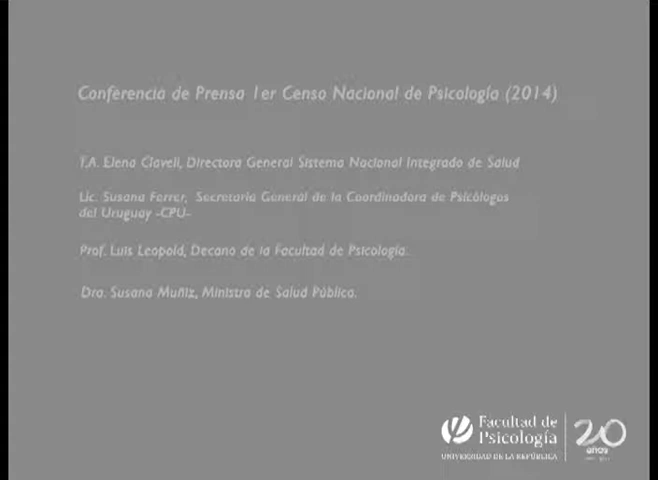 Conferencia de Prensa 1er Censo Nacional de Psicología (2014)
T.A. Elena Clavell, Directora General Sistema Nacional Integrado de Salud
Lic. Susana Ferrer, Secretaria General de la Coordinadora de Psicólogos
del Uruguay -CPU-
Prof. Luis Leopold, Decano de la Facultad de Psicología.
Dra. Susana Muñiz, Ministra de Salud Pública.
Facultad de
Psicología
UNIVERSIDAD DE LA REPÚBLICA
20
años